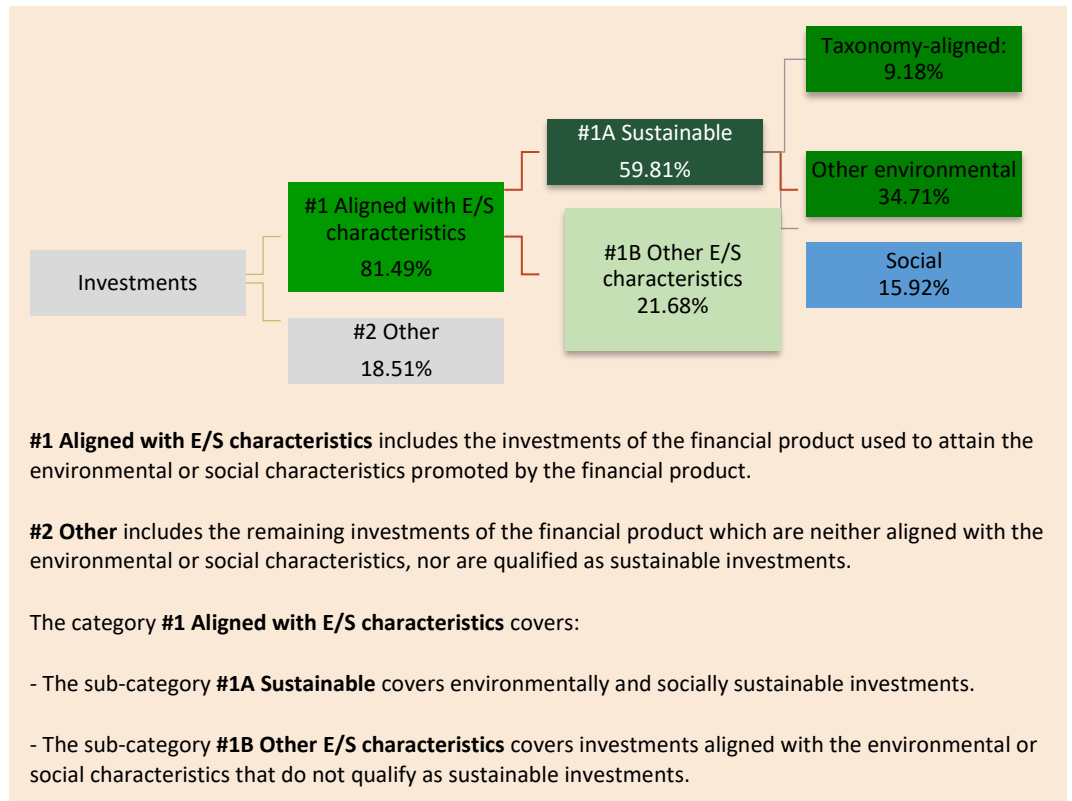 Taxonomy-aligned:
9.18%
#1A Sustainable
59.81%
Other environmental
34.71%
#1 Aligned with E/S
characteristics
81.49%
#1B Other E/S
characteristics
21.68%
Social
15.92%
Investments
#2 Other
18.51%
#1 Aligned with E/S characteristics includes the investments of the financial product used to attain the
environmental or social characteristics promoted by the financial product.
#2 Other includes the remaining investments of the financial product which are neither aligned with the
environmental or social characteristics, nor are qualified as sustainable investments.
The category #1 Aligned with E/S characteristics covers:
- The sub-category #1A Sustainable covers environmentally and socially sustainable investments.
- The sub-category #1B Other E/S characteristics covers investments aligned with the environmental or
social characteristics that do not qualify as sustainable investments.